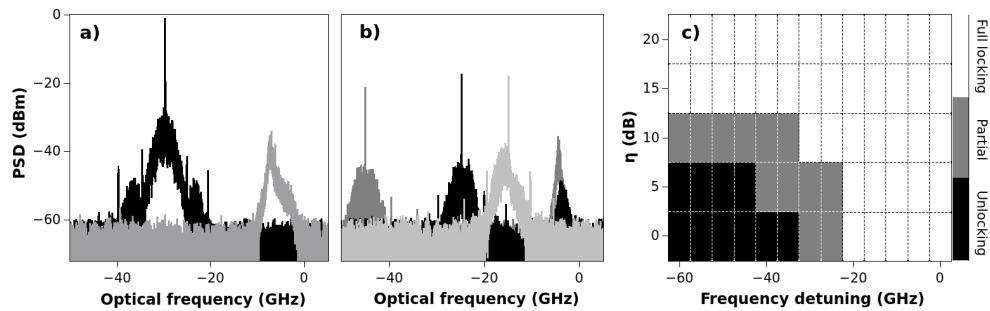 a)
PSD (dBm)
0
−20
−40
−60
−40
−20
0
Optical frequency (GHz)
b)
−40
−20
0
Optical frequency (GHz)
c)
η (dB)
20
15
10
5
0
−60
−40
−20
0
Frequency detuning (GHz)
Full locking
Partial
Unlocking